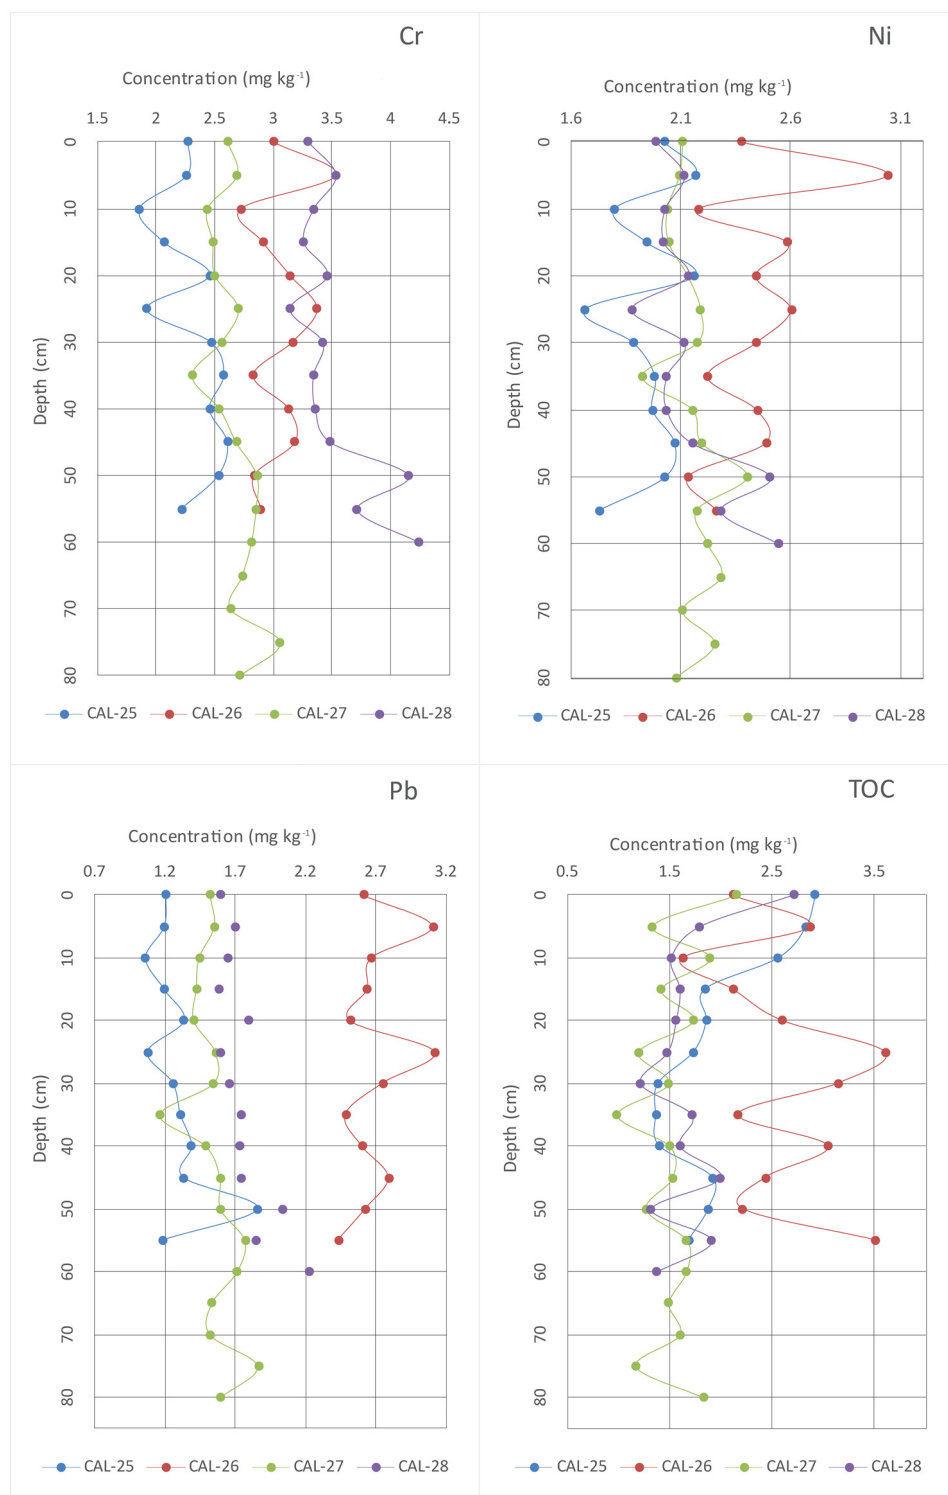 Cr
Concentration (mg kg-1)
1.5 2 2.5 3 3.5 4 4.5
0
10
20
30
40
50
60
70
80
Depth (cm)
CAL-25 CAL-26 CAL-27 CAL-28
Ni
Concentration (mg kg-1)
1.6 2.1 2.6 3.1
0
10
20
30
40
50
60
70
80
Depth (cm)
CAL-25 CAL-26 CAL-27 CAL-28
Pb
Concentration (mg kg-1)
0.7 1.2 1.7 2.2 2.7 3.2
0
10
20
30
40
50
60
70
80
Depth (cm)
CAL-25 CAL-26 CAL-27 CAL-28
TOC
Concentration (mg kg-1)
0.5 1.5 2.5 3.5
0
10
20
30
40
50
60
70
80
Depth (cm)
CAL-25 CAL-26 CAL-27 CAL-28